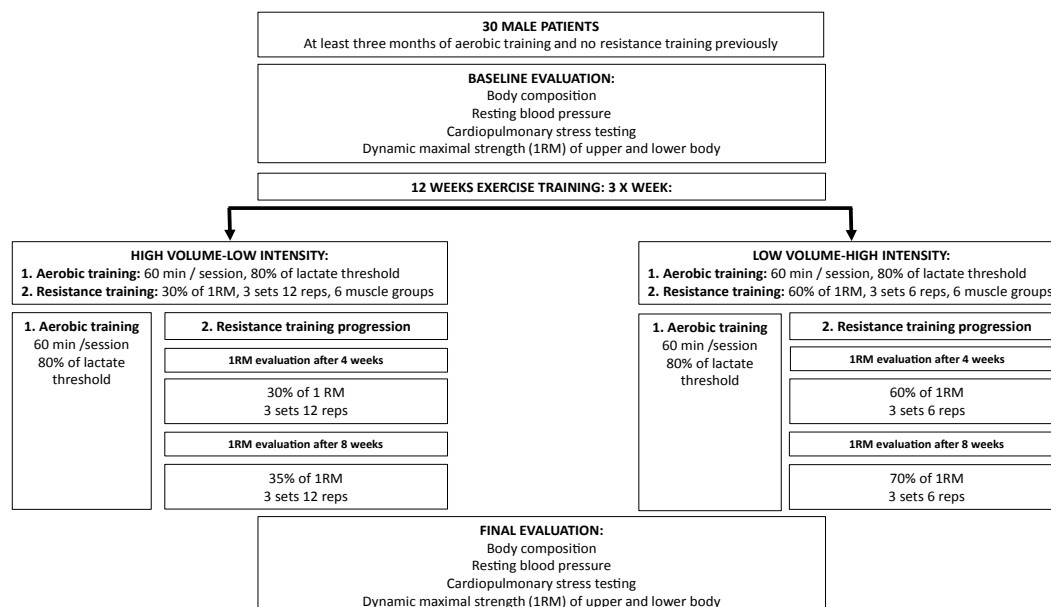 30 MALE PATIENTS
At least three months of aerobic training and no resistance training previously
BASELINE EVALUATION:
Body composition
Resting blood pressure
Cardiopulmonary stress testing
Dynamic maximal strength (1RM) of upper and lower body
12 WEEKS EXERCISE TRAINING: 3 X WEEK:
HIGH VOLUME-LOW INTENSITY:
1. Aerobic training: 60 min / session, 80% of lactate threshold
2. Resistance training: 30% of 1RM, 3 sets 12 reps, 6 muscle groups
1. Aerobic training
60 min /session
80% of lactate
threshold
2. Resistance training progression
1RM evaluation after 4 weeks
30% of 1 RM
3 sets 12 reps
1RM evaluation after 8 weeks
35% of 1RM
3 sets 12 reps
LOW VOLUME-HIGH INTENSITY:
1. Aerobic training: 60 min / session, 80% of lactate threshold
2. Resistance training: 60% of 1RM, 3 sets 6 reps, 6 muscle groups
1. Aerobic training
60 min /session
80% of lactate
threshold
2. Resistance training progression
1RM evaluation after 4 weeks
60% of 1RM
3 sets 6 reps
1RM evaluation after 8 weeks
70% of 1RM
3 sets 6 reps
FINAL EVALUATION:
Body composition
Resting blood pressure
Cardiopulmonary stress testing
Dynamic maximal strength (1RM) of upper and lower body